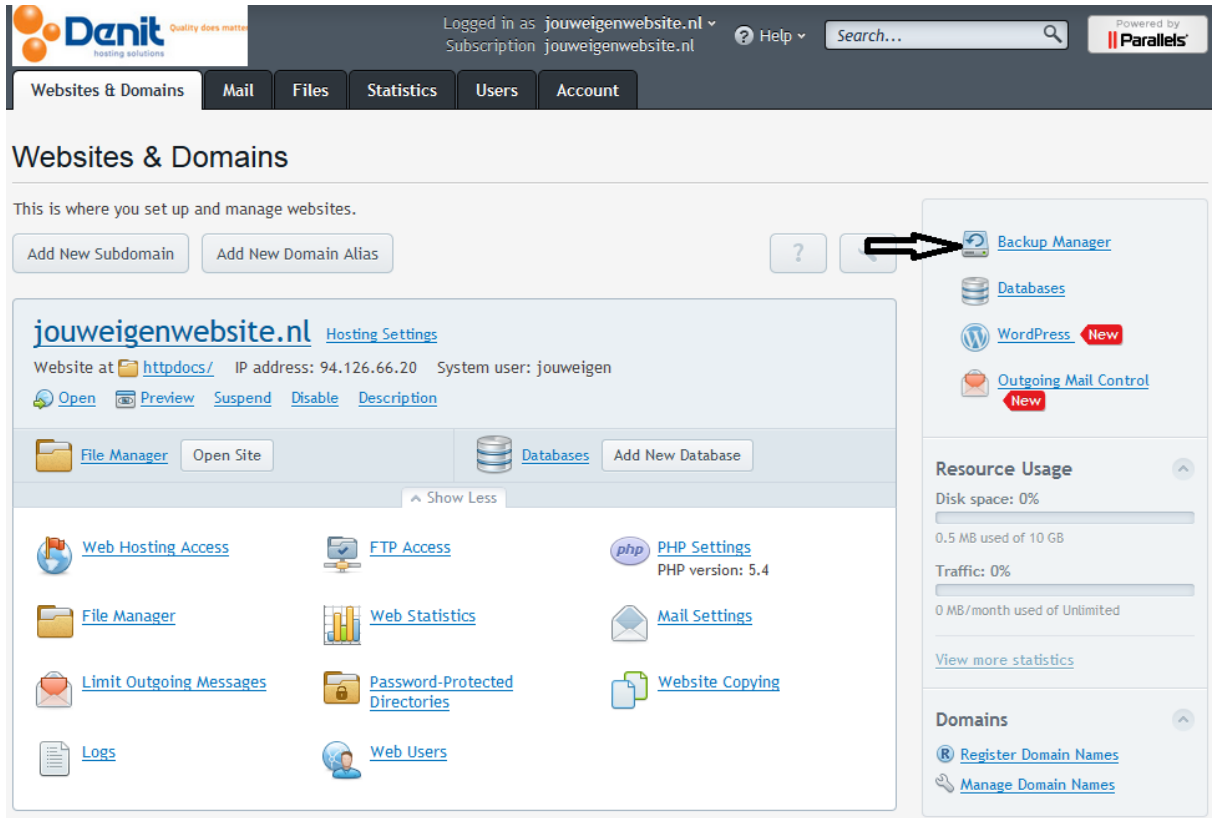 Denit Quality does matter
hosting solutions
Logged in as jouweigenwebsite.nl
Subscription jouweigenwebsite.nl
? Help
Search...
Powered by
Parallels
Websites & Domains Mail Files Statistics Users Account
Websites & Domains
This is where you set up and manage websites.
Add New Subdomain Add New Domain Alias ?
jouweigenwebsite.nl Hosting Settings
Website at httpdocs/ IP address: 94.126.66.20 System user: jouweigen
Open Preview Suspend Disable Description
File Manager Open Site Databases Add New Database
Show Less
Web Hosting Access FTP Access php PHP Settings
PHP version: 5.4
File Manager Web Statistics Mail Settings
Limit Outgoing Messages Password-Protected Website Copying
Directories
Logs Web Users
Backup Manager
Databases
WordPress New
Outgoing Mail Control
New
Resource Usage
Disk space: 0%
0.5 MB used of 10 GB
Traffic: 0%
0 MB/month used of Unlimited
View more statistics
Domains
R Register Domain Names
Manage Domain Names